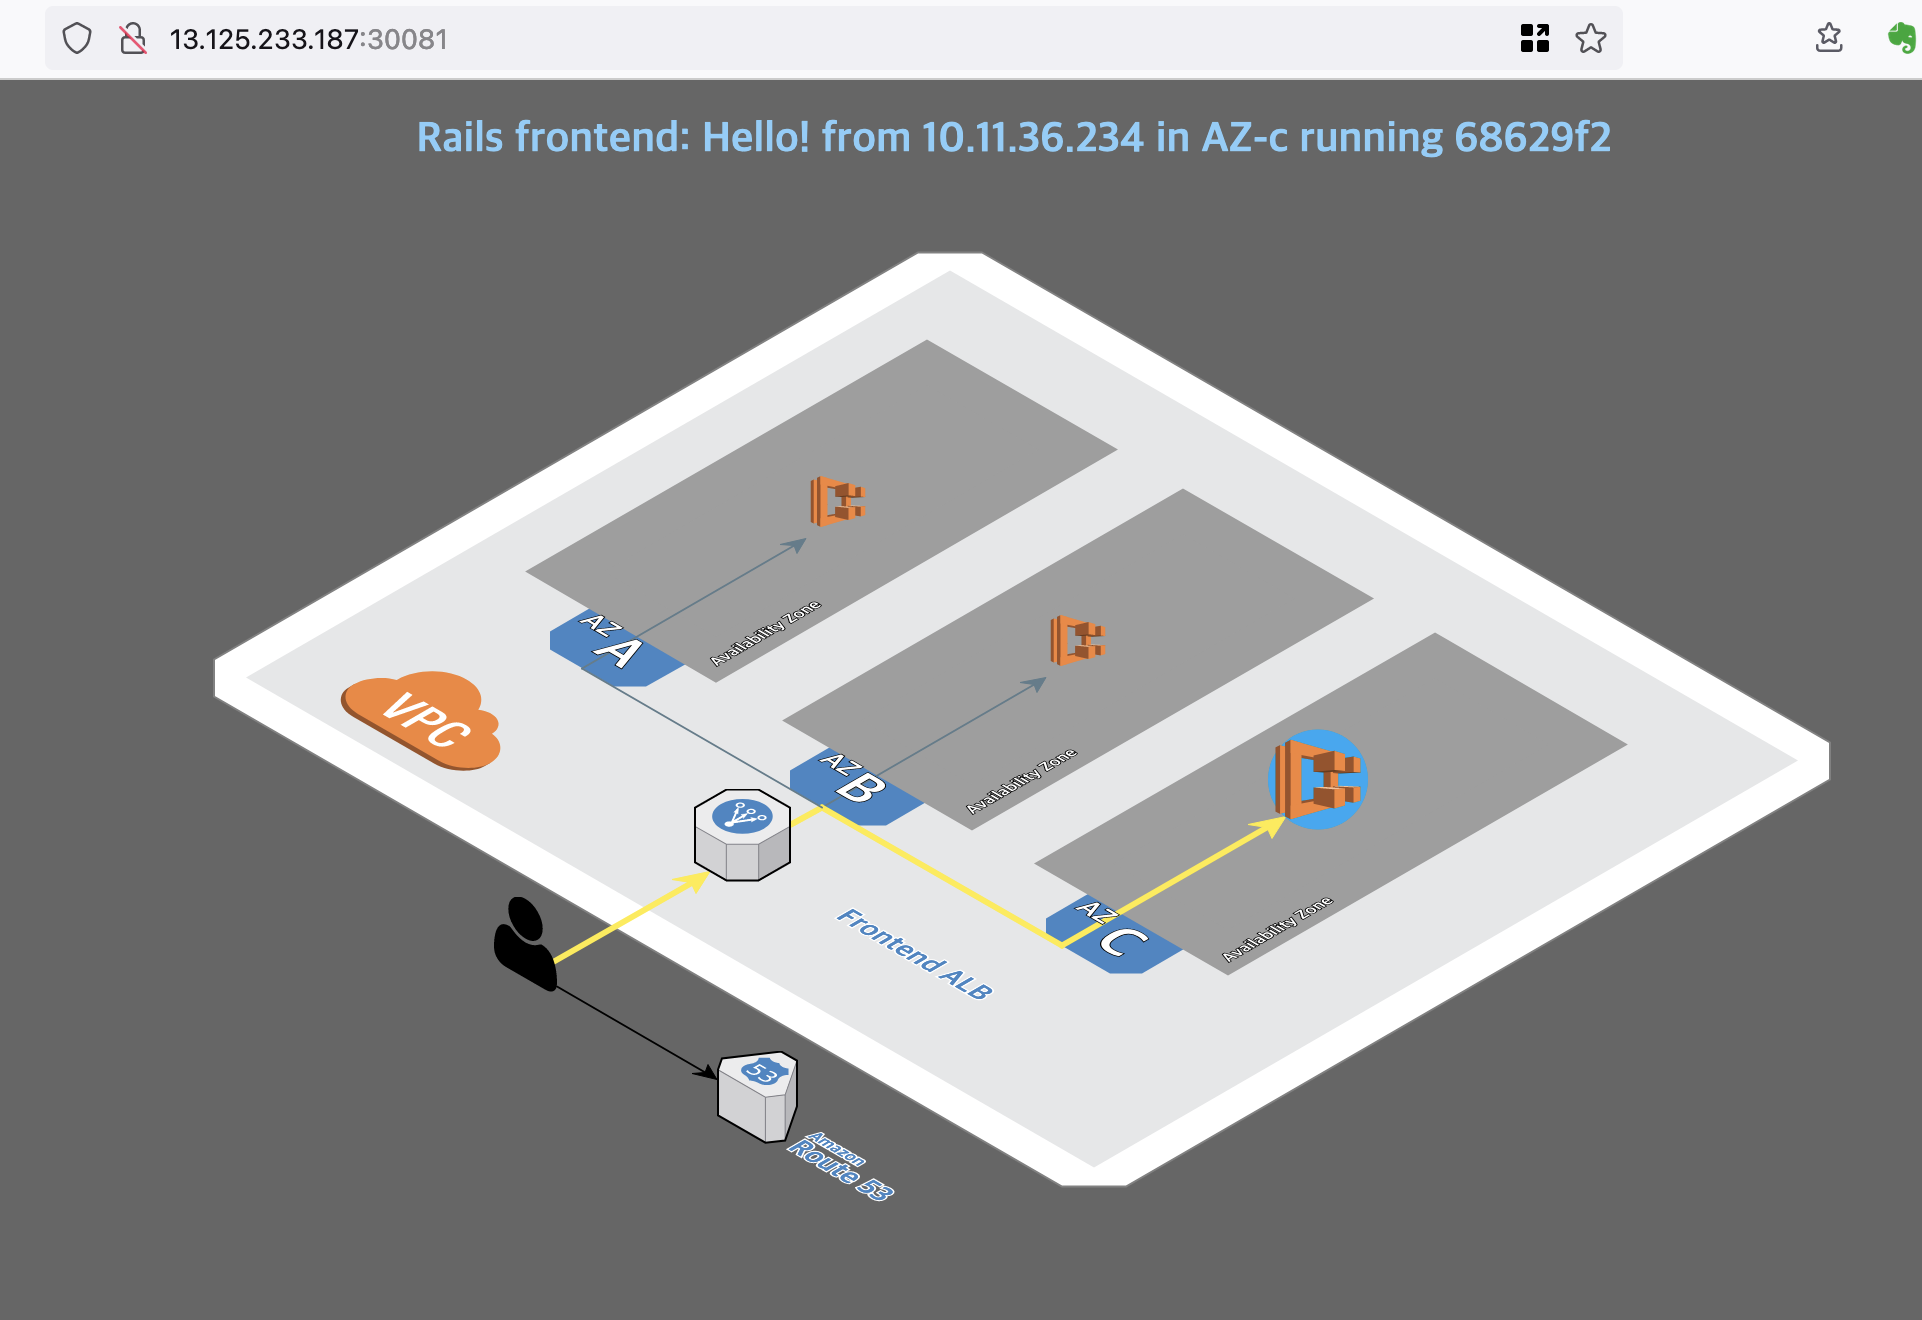 13.125.233.187:30081
Rails frontend: Hello! from 10.11.36.234 in AZ-c running 68629f2
AZ
A
Availability Zone
VPC
AZ
B
Availability Zone
AZ
C
Availability Zone
Frontend ALB
53
Amazon
Route 53